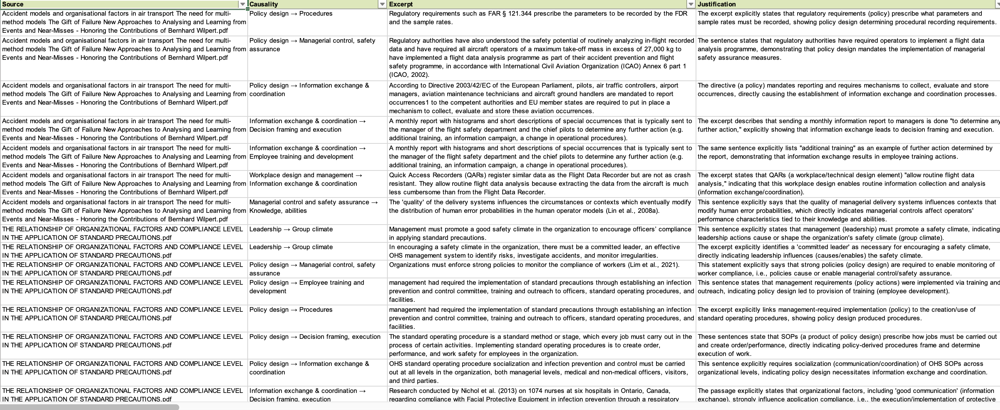 Source Causality Excerpt Justification
Accident models and organisational factors in air transport The need for multi-
method models The Gift of Failure New Approaches to Analysing and Learning from
Events and Near-Misses - Honoring the Contributions of Bernhard Wilpert.pdf
Policy design → Procedures
Regulatory requirements such as FAR § 121.344 prescribe the parameters to be recorded by the FDR
and the sample rates.
The excerpt explicitly states that regulatory requirements (policy) prescribe what parameters and
sample rates must be recorded, showing policy design determining procedural recording requirements.
Accident models and organisational factors in air transport The need for multi-
method models The Gift of Failure New Approaches to Analysing and Learning from
Events and Near-Misses - Honoring the Contributions of Bernhard Wilpert.pdf
Policy design → Managerial control, safety
assurance
Regulatory authorities have also understood the safety potential of routinely analyzing in-flight recorded
data and have required all aircraft operators of a maximum take-off mass in excess of 27,000 kg to
have implemented a flight data analysis programme as part of their accident prevention and flight
safety programme, in accordance with International Civil Aviation Organization (ICAO) Annex 6 part 1
(ICAO, 2002).
The sentence states that regulatory authorities have required operators to implement a flight data
analysis programme, demonstrating that policy design mandates the implementation of managerial
safety assurance measures.
Accident models and organisational factors in air transport The need for multi-
method models The Gift of Failure New Approaches to Analysing and Learning from
Events and Near-Misses - Honoring the Contributions of Bernhard Wilpert.pdf
Policy design → Information exchange &
coordination
According to Directive 2003/42/EC of the European Parliament, pilots, air traffic controllers, airport
managers, aviation maintenance technicians and aircraft ground handlers are mandated to report
occurrences1 to the competent authorities and EU member states are required to put in place a
mechanism to collect, evaluate and store these aviation occurrences.
The directive (a policy) mandates reporting and requires mechanisms to collect, evaluate and store
occurrences, directly causing the establishment of information exchange and coordination processes.
Accident models and organisational factors in air transport The need for multi-
method models The Gift of Failure New Approaches to Analysing and Learning from
Events and Near-Misses - Honoring the Contributions of Bernhard Wilpert.pdf
Information exchange & coordination →
Decision framing and execution
A monthly report with histograms and short descriptions of special occurrences that is typically sent to
the manager of the flight safety department and the chief pilots to determine any further action (e.g.
additional training, an information campaign, a change in operational procedures).
The excerpt describes that sending a monthly information report to managers is done "to determine any
further action," explicitly showing that information exchange leads to decision framing and execution.
Accident models and organisational factors in air transport The need for multi-
method models The Gift of Failure New Approaches to Analysing and Learning from
Events and Near-Misses - Honoring the Contributions of Bernhard Wilpert.pdf
Information exchange & coordination →
Employee training and development
A monthly report with histograms and short descriptions of special occurrences that is typically sent to
the manager of the flight safety department and the chief pilots to determine any further action (e.g.
additional training, an information campaign, a change in operational procedures).
The same sentence explicitly lists "additional training" as an example of further action determined by
the report, demonstrating that information exchange results in employee training actions.
Accident models and organisational factors in air transport The need for multi-
method models The Gift of Failure New Approaches to Analysing and Learning from
Events and Near-Misses - Honoring the Contributions of Bernhard Wilpert.pdf
Workplace design and management →
Information exchange & coordination
Quick Access Recorders (QARs) register similar data as the Flight Data Recorder but are not as crash
resistant. They allow routine flight data analysis because extracting the data from the aircraft is much
less cumbersome than from the Flight Data Recorder.
The excerpt states that QARs (a workplace/technical design element) "allow routine flight data
analysis," indicating that this workplace design enables routine information collection and analysis
(information exchange/coordination).
Accident models and organisational factors in air transport The need for multi-
method models The Gift of Failure New Approaches to Analysing and Learning from
Events and Near-Misses - Honoring the Contributions of Bernhard Wilpert.pdf
Managerial control and safety assurance →
Knowledge, abilities
The 'quality' of the delivery systems influences the circumstances or contexts which eventually modify
the distribution of human error probabilities in the human operator models (Lin et al., 2008a).
This sentence explicitly says that the quality of managerial delivery systems influences contexts that
modify human error probabilities, which directly indicates managerial controls affect operators'
performance characteristics tied to their knowledge and abilities.
THE RELATIONSHIP OF ORGANIZATIONAL FACTORS AND COMPLIANCE LEVEL
IN THE APPLICATION OF STANDARD PRECAUTIONS.pdf
Leadership → Group climate
Management must promote a good safety climate in the organization to encourage officers’ compliance
in applying standard precautions.
This sentence explicitly states that management (leadership) must promote a safety climate, indicating
leadership actions cause or shape the organization's safety climate (group climate).
THE RELATIONSHIP OF ORGANIZATIONAL FACTORS AND COMPLIANCE LEVEL
IN THE APPLICATION OF STANDARD PRECAUTIONS.pdf
Leadership → Group climate
In encouraging a safety climate in the organization, there must be a committed leader, an effective
OHS management system to identify risks, investigate accidents, and monitor irregularities.
The excerpt explicitly identifies a 'committed leader' as necessary for encouraging a safety climate,
directly indicating leadership influences (causes/enables) the safety climate.
THE RELATIONSHIP OF ORGANIZATIONAL FACTORS AND COMPLIANCE LEVEL
IN THE APPLICATION OF STANDARD PRECAUTIONS.pdf
Policy design → Managerial control, safety
assurance
Organizations must enforce strong policies to monitor the compliance of workers (Lim et al., 2021).
This statement explicitly says that strong policies (policy design) are required to enable monitoring of
worker compliance, i.e., policies cause or enable managerial control/safety assurance.
THE RELATIONSHIP OF ORGANIZATIONAL FACTORS AND COMPLIANCE LEVEL
IN THE APPLICATION OF STANDARD PRECAUTIONS.pdf
Policy design → Employee training and
development
management had required the implementation of standard precautions through establishing an infection
prevention and control committee, training and outreach to officers, standard operating procedures, and
facilities.
This sentence states that management requirements (policy actions) were implemented via training and
outreach, indicating policy design led to provision of training (employee development).
THE RELATIONSHIP OF ORGANIZATIONAL FACTORS AND COMPLIANCE LEVEL
IN THE APPLICATION OF STANDARD PRECAUTIONS.pdf
Policy design → Procedures
management had required the implementation of standard precautions through establishing an infection
prevention and control committee, training and outreach to officers, standard operating procedures, and
facilities.
The excerpt explicitly links management-required implementation (policy) to the creation/use of
standard operating procedures, showing policy design produced procedures.
THE RELATIONSHIP OF ORGANIZATIONAL FACTORS AND COMPLIANCE LEVEL
IN THE APPLICATION OF STANDARD PRECAUTIONS.pdf
Policy design → Decision framing, execution
The standard operating procedure is a standard method or stage, which every job must carry out in the
process of certain activities. Implementing standard operating procedures is to create order,
performance, and work safety for employees in the organization.
These sentences state that SOPs (a product of policy design) prescribe how jobs must be carried out
and create order/performance, directly indicating policy-derived procedures frame and determine
execution of work.
THE RELATIONSHIP OF ORGANIZATIONAL FACTORS AND COMPLIANCE LEVEL
IN THE APPLICATION OF STANDARD PRECAUTIONS.pdf
Policy design → Information exchange &
coordination
OHS standard operating procedure socialization and infection prevention and control must be carried
out at all levels in the organization, both managerial levels, medical and non-medical officers, visitors,
and third parties.
This sentence explicitly requires socialization (communication/coordination) of OHS SOPs across
organizational levels, indicating policy design necessitates information exchange and coordination.
THE RELATIONSHIP OF ORGANIZATIONAL FACTORS AND COMPLIANCE LEVEL
IN THE APPLICATION OF STANDARD PRECAUTIONS.pdf
Information exchange & coordination →
Decision framing, execution
Research conducted by Nichol et al. (2013) on 1074 nurses at six hospitals in Ontario, Canada,
regarding compliance with Facial Protective Equipment in infection prevention through a respiratory
The passage explicitly states that organizational factors, including 'good communication' (information
exchange), strongly influence application compliance, i.e., the execution/implementation of protective